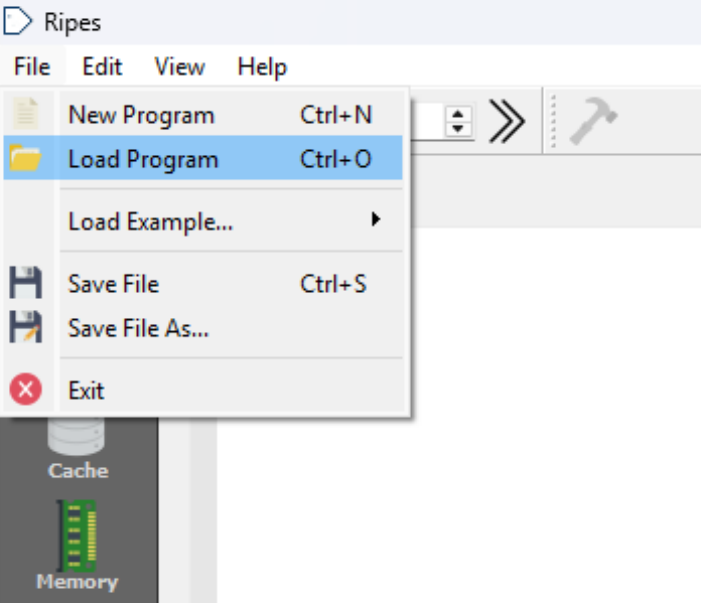 Ripes
File Edit View Help
New Program Ctrl+N
Load Program Ctrl+O
Load Example...
Save File Ctrl+S
Save File As...
Exit
Cache
Memory